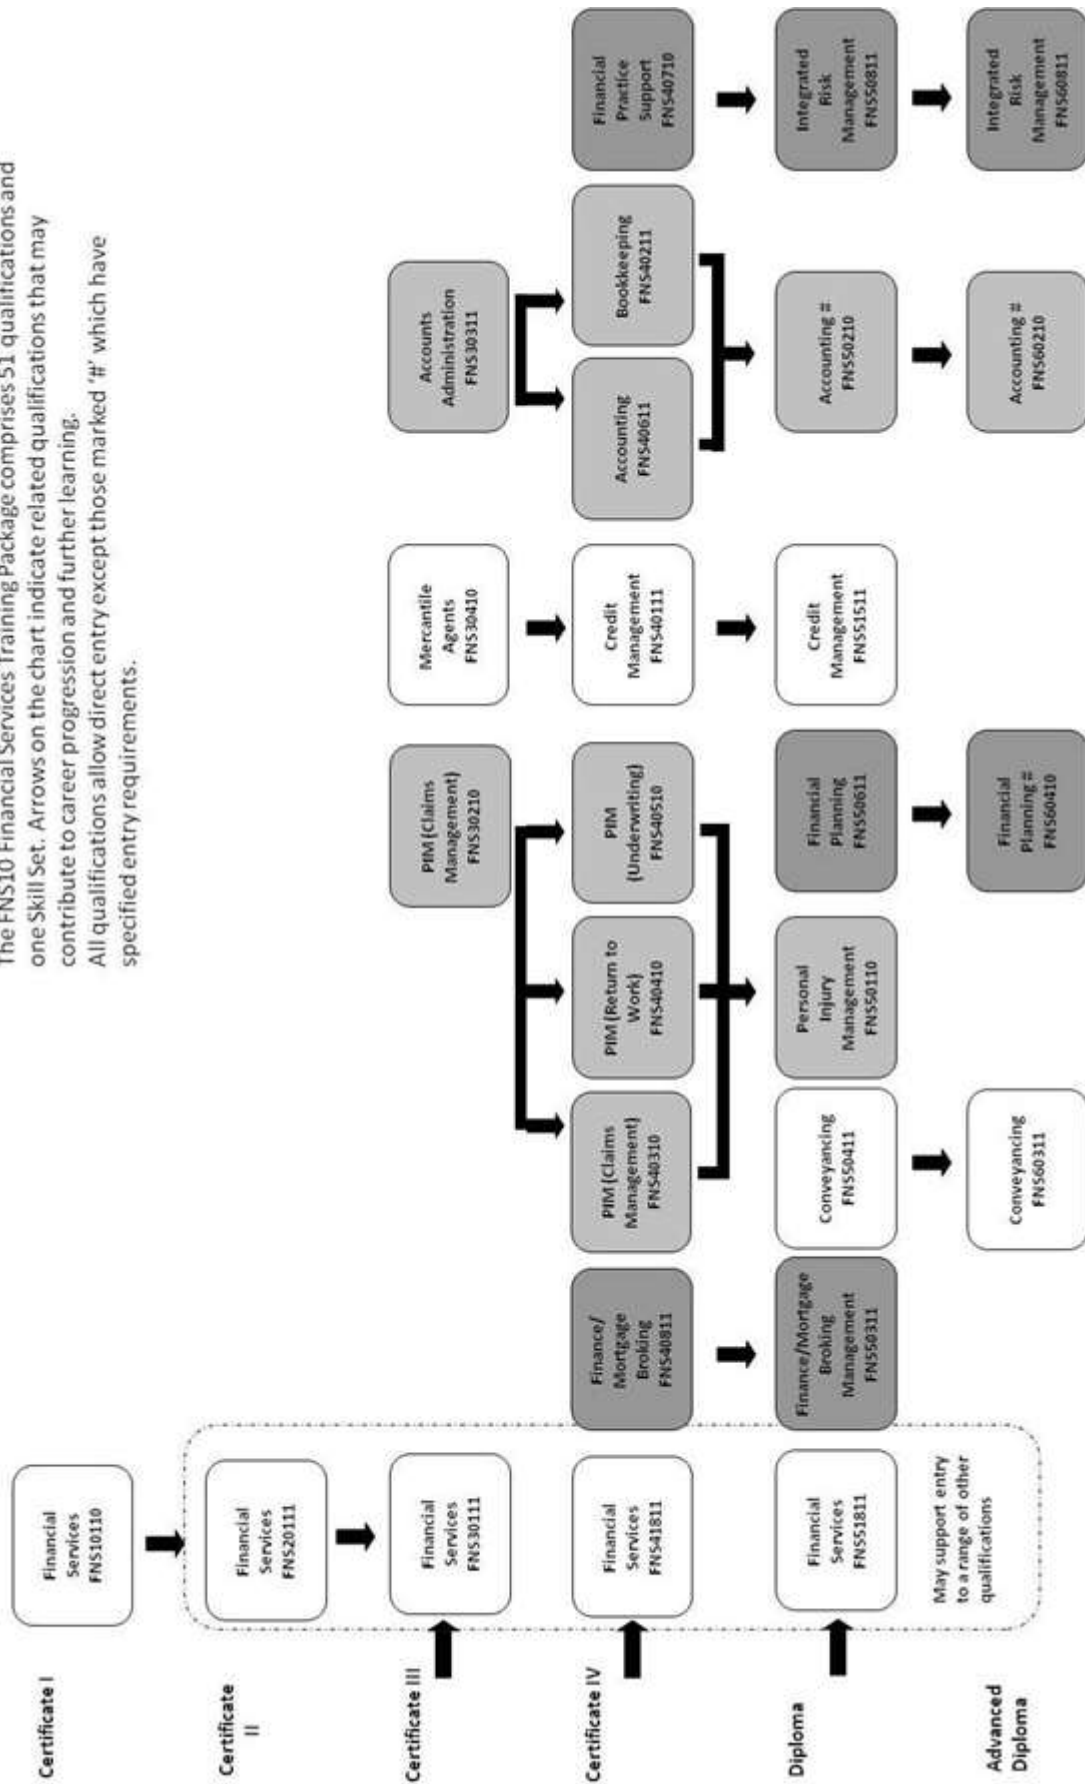 The FNS10 Financial Services Training Package comprises 51 qualifications and
one Skill Set. Arrows on the chart indicate related qualifications that may
contribute to career progression and further learning.
All qualifications allow direct entry except those marked '#' which have
specified entry requirements.
Certificate I
Financial
Services
FNS10110
Certificate
II
Financial
Services
FNS20111
Certificate III
Financial
Services
FNS30111
PIM (Claims
Management)
FNS30210
Mercantile
Agents
FNS30410
Accounts
Administration
FNS30311
Certificate IV
Financial
Services
FNS41811
Finance/
Mortgage
Broking
FNS40811
PIM (Claims
Management)
FNS40310
PIM (Return to
Work)
FNS40410
PIM
(Underwriting)
FNS40510
Credit
Management
FNS40111
Accounting
FNS40611
Bookkeeping
FNS40211
Financial
Practice
Support
FNS40710
Diploma
Financial
Services
FNS51811
Finance/Mortgage
Broking
Management
FNS50311
Conveyancing
FNS50411
Personal
Injury
Management
FNS50110
Financial
Planning
FNS50611
Credit
Management
FNS51511
Accounting #
FNS50210
Integrated
Risk
Management
FNS50811
Advanced
Diploma
May support entry
to a range of other
qualifications
Conveyancing
FNS60311
Financial
Planning #
FNS60410
Accounting #
FNS60210
Integrated
Risk
Management
FNS60811